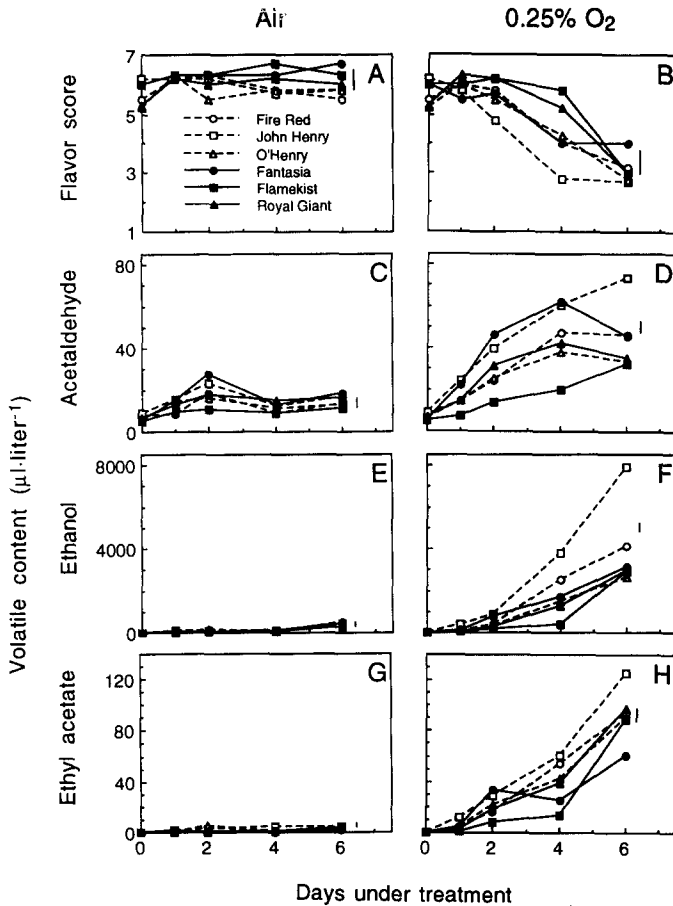 Air 0.25% O2
7
5
3
1
A
B
Flavor score
Fire Red
John Henry
O'Henry
Fantasia
Flamekist
Royal Giant
80
40
0
C
D
Acetaldehyde
8000
4000
0
E
F
Ethanol
120
80
40
0
G
H
Ethyl acetate
Volatile content (μl·liter-1)
0 2 4 6
0 2 4 6
Days under treatment